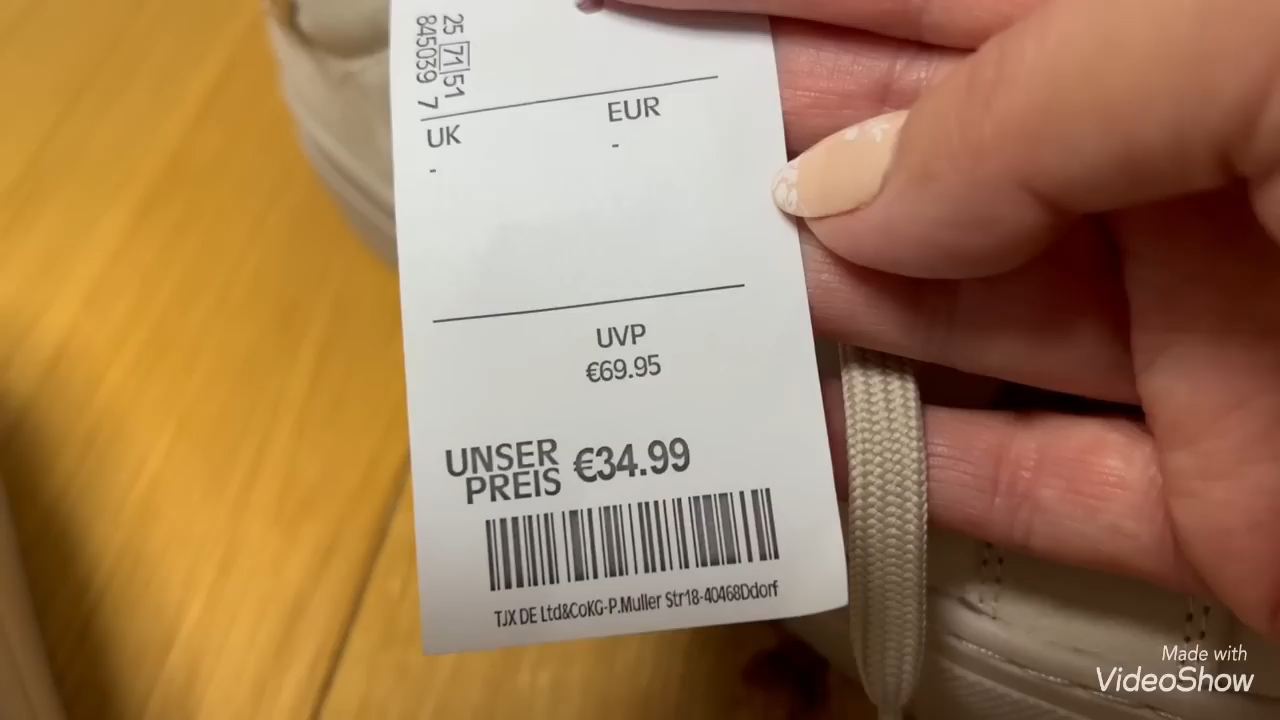 25 71 51
845039 7
UK EUR
- -
UVP
€69.95
UNSER
PREIS €34.99
TJX DE Ltd&CoKG-P.Muller Str18-40468Ddorf
Made with
VideoShow